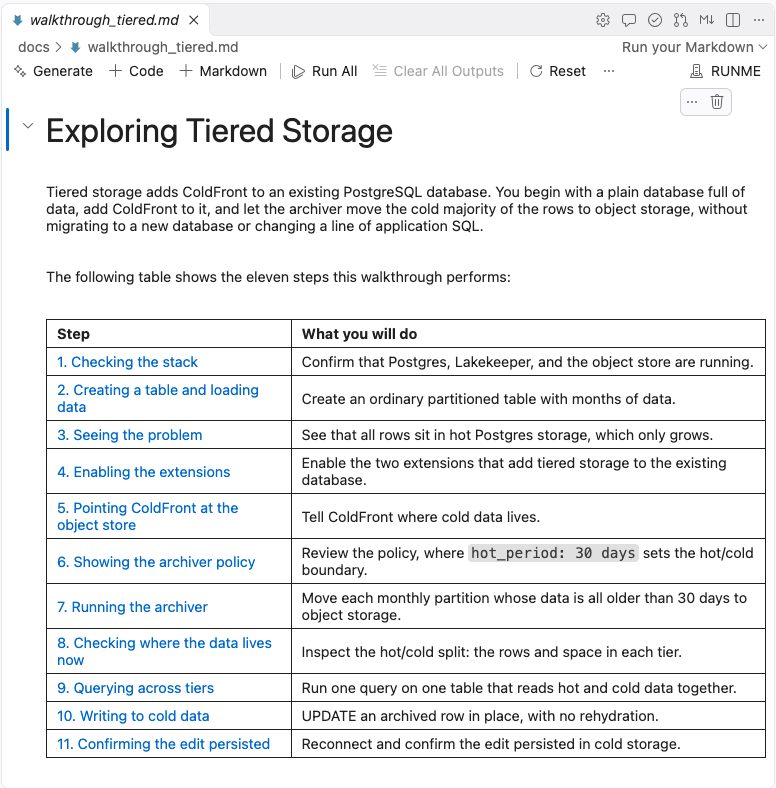 walkthrough_tiered.md
docs > walkthrough_tiered.md
Run your Markdown
Generate + Code + Markdown Run All Clear All Outputs Reset ... RUNME
Exploring Tiered Storage
Tiered storage adds ColdFront to an existing PostgreSQL database. You begin with a plain database full of
data, add ColdFront to it, and let the archiver move the cold majority of the rows to object storage, without
migrating to a new database or changing a line of application SQL.
The following table shows the eleven steps this walkthrough performs:
Step What you will do
1. Checking the stack Confirm that Postgres, Lakekeeper, and the object store are running.
2. Creating a table and loading
data
Create an ordinary partitioned table with months of data.
3. Seeing the problem See that all rows sit in hot Postgres storage, which only grows.
4. Enabling the extensions
Enable the two extensions that add tiered storage to the existing
database.
5. Pointing ColdFront at the
object store
Tell ColdFront where cold data lives.
6. Showing the archiver policy
Review the policy, where hot_period: 30 days sets the hot/cold
boundary.
7. Running the archiver
Move each monthly partition whose data is all older than 30 days to
object storage.
8. Checking where the data lives
now
Inspect the hot/cold split: the rows and space in each tier.
9. Querying across tiers Run one query on one table that reads hot and cold data together.
10. Writing to cold data UPDATE an archived row in place, with no rehydration.
11. Confirming the edit persisted Reconnect and confirm the edit persisted in cold storage.